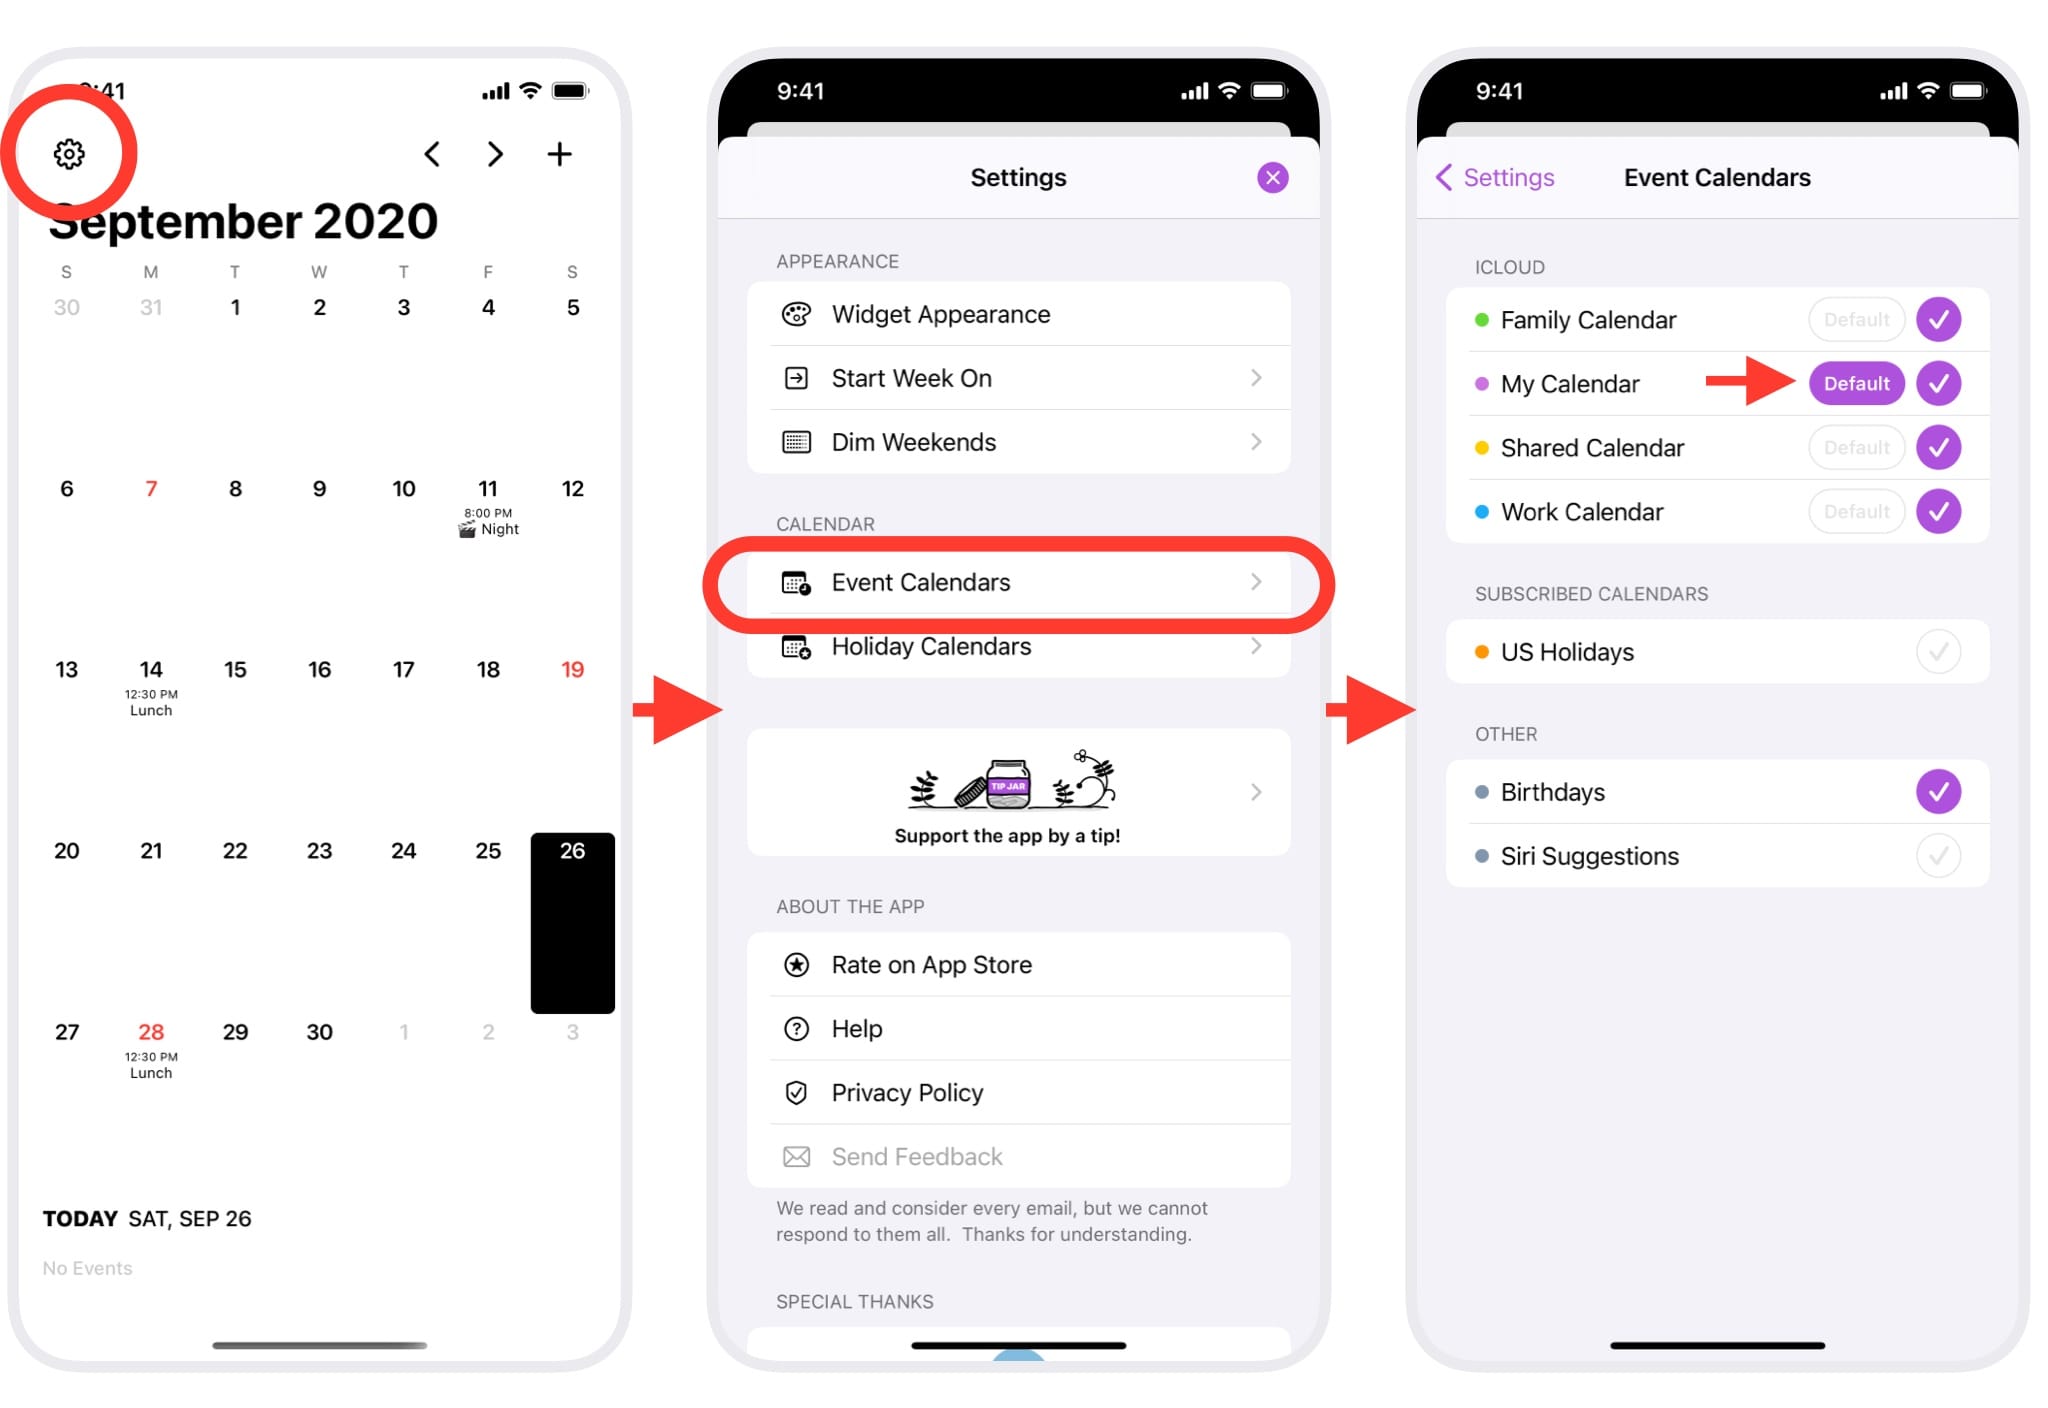 9:41
September 2020
S M T W T F S
30 31 1 2 3 4 5
6 7 8 9 10 11 12
8:00 PM
Night
13 14 15 16 17 18 19
12:30 PM
Lunch
20 21 22 23 24 25 26
27 28 29 30 1 2 3
12:30 PM
Lunch
TODAY SAT, SEP 26
No Events
9:41
Settings
APPEARANCE
Widget Appearance
Start Week On
Dim Weekends
CALENDAR
Event Calendars
Holiday Calendars
TIP JAR
Support the app by a tip!
ABOUT THE APP
Rate on App Store
Help
Privacy Policy
Send Feedback
We read and consider every email, but we cannot
respond to them all. Thanks for understanding.
SPECIAL THANKS
9:41
Settings Event Calendars
ICLOUD
Family Calendar Default
My Calendar Default
Shared Calendar Default
Work Calendar Default
SUBSCRIBED CALENDARS
US Holidays
OTHER
Birthdays
Siri Suggestions